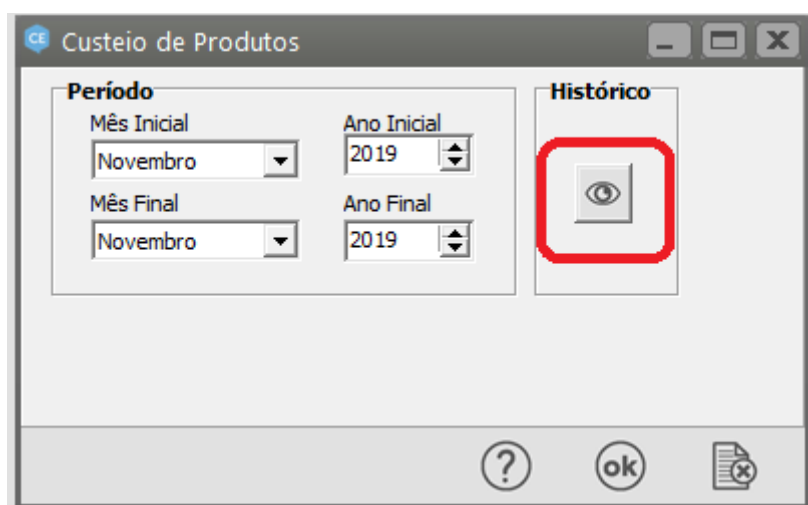 CE Custeio de Produtos
Período
Histórico
Mês Inicial
Ano Inicial
Novembro
2019
Mês Final
Ano Final
Novembro
2019
?
ok